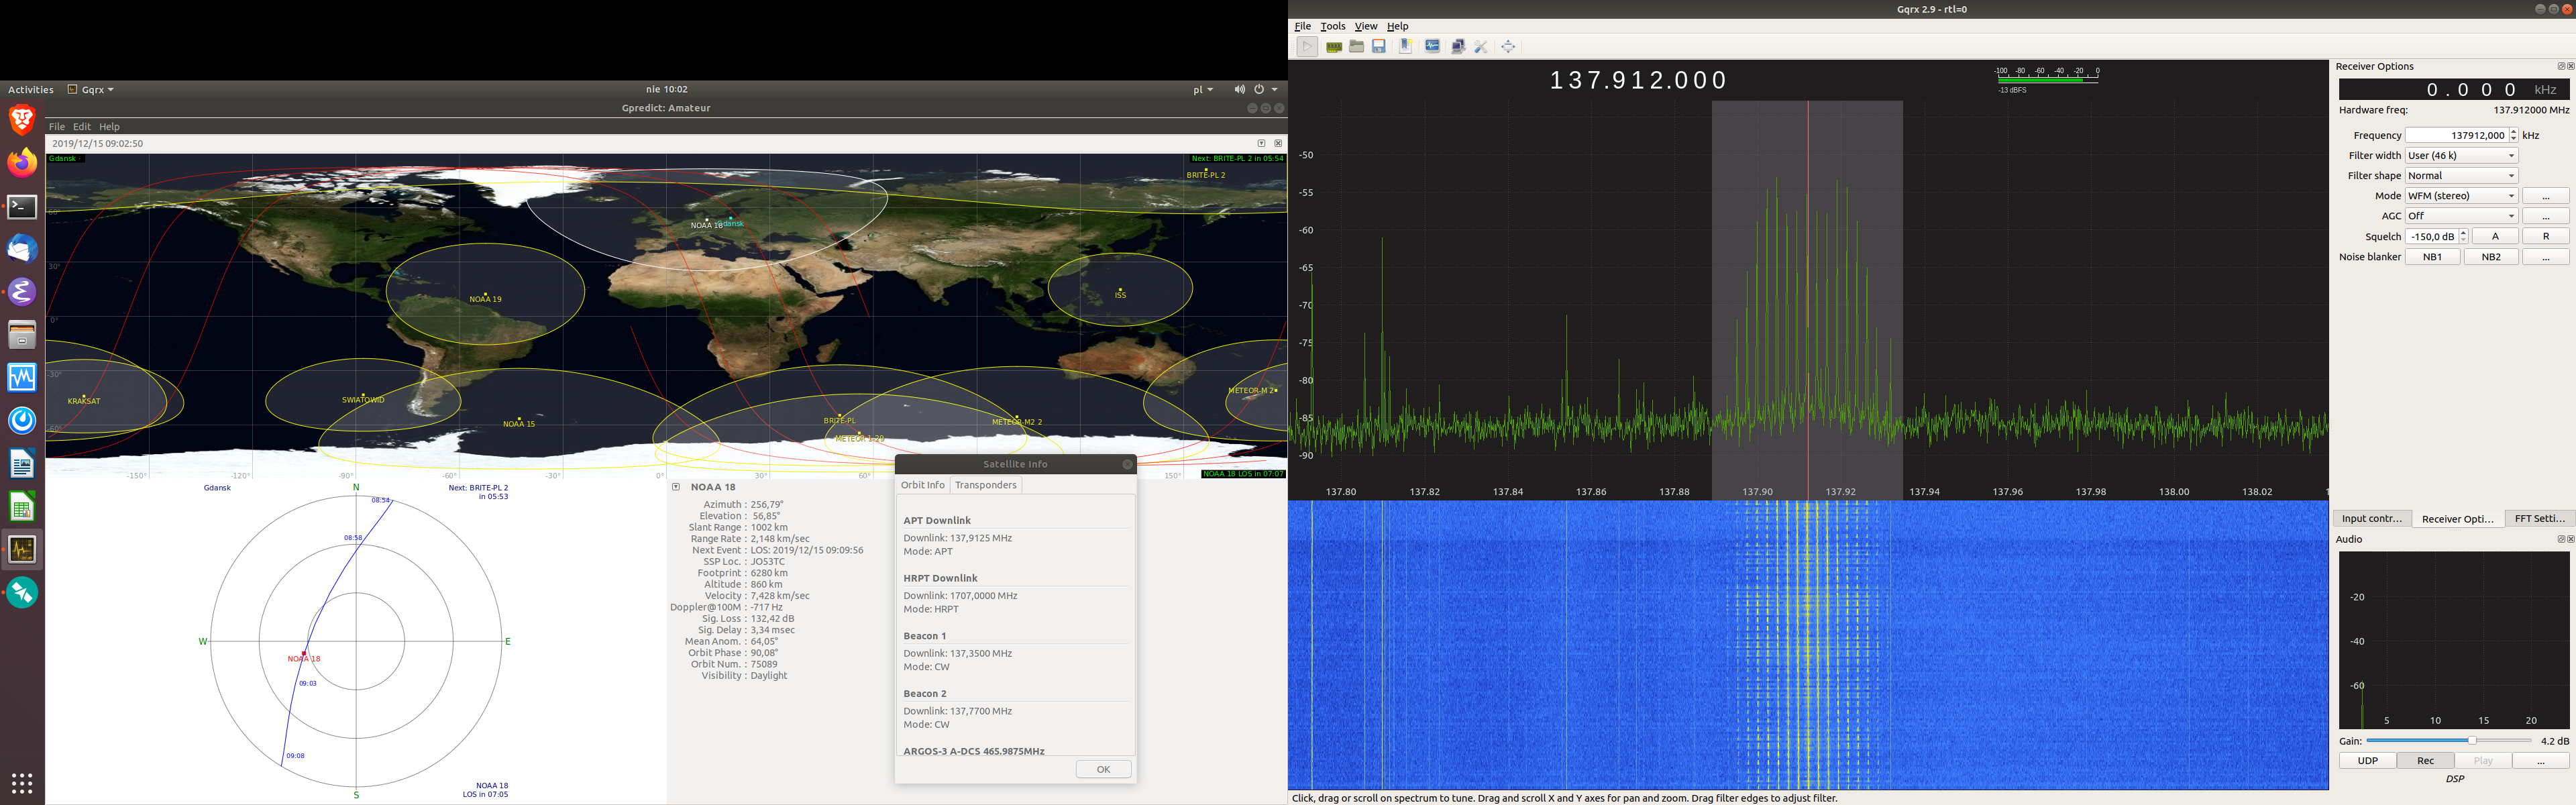 Activities Gqrx nie 10:02 pl
Gpredict: Amateur
File Edit Help
2019/12/15 09:02:50
Gdansk Next: BRITE-PL 2 in 05:54
BRITE-PL 2
60°
NOAA 18 Gdansk
30°
NOAA 19
ISS
0°
-30°
KRAKSAT
SWIATOWID
METEOR-M 2
NOAA 15
BRITE-PL
METEOR-M2 2
-60°
-150° -120° -90° -60° -30° 0° 30° 60° 150°
NOAA 18 LOS in 07:07
Gdansk
N
Next: BRITE-PL 2
in 05:53
08:54
08:58
W
E
NOAA 18
09:03
09:08
S
NOAA 18
LOS in 07:05
NOAA 18
Azimuth : 256,79°
Elevation : 56,85°
Slant Range : 1002 km
Range Rate : 2,148 km/sec
Next Event : LOS: 2019/12/15 09:09:56
SSP Loc. : JO53TC
Footprint : 6280 km
Altitude : 860 km
Velocity : 7,428 km/sec
Doppler@100M : -717 Hz
Sig. Loss : 132,42 dB
Sig. Delay : 3,34 msec
Mean Anom. : 64,05°
Orbit Phase : 90,08°
Orbit Num. : 75089
Visibility : Daylight
Satellite Info
Orbit Info Transponders
APT Downlink
Downlink: 137,9125 MHz
Mode: APT
HRPT Downlink
Downlink: 1707,0000 MHz
Mode: HRPT
Beacon 1
Downlink: 137,3500 MHz
Mode: CW
Beacon 2
Downlink: 137,7700 MHz
Mode: CW
ARGOS-3 A-DCS 465.9875MHz
OK
Gqrx 2.9 - rtl=0
File Tools View Help
137.912.000
-100 -80 -60 -40 -20 0
-13 dBFS
-50
-55
-60
-65
-70
-75
-80
-85
-90
137.80 137.82 137.84 137.86 137.88 137.90 137.92 137.94 137.96 137.98 138.00 138.02
Click, drag or scroll on spectrum to tune. Drag and scroll X and Y axes for pan and zoom. Drag filter edges to adjust filter.
Receiver Options
0.000 kHz
Hardware freq: 137.912000 MHz
Frequency 137912,000 kHz
Filter width User (46 k)
Filter shape Normal
Mode WFM (stereo) ...
AGC Off ...
Squelch -150,0 dB A R
Noise blanker NB1 NB2 ...
Input contr... Receiver Opti... FFT Setti...
Audio
-20
-40
-60
5 10 15 20
Gain: 4.2 dB
UDP Rec Play ...
DSP